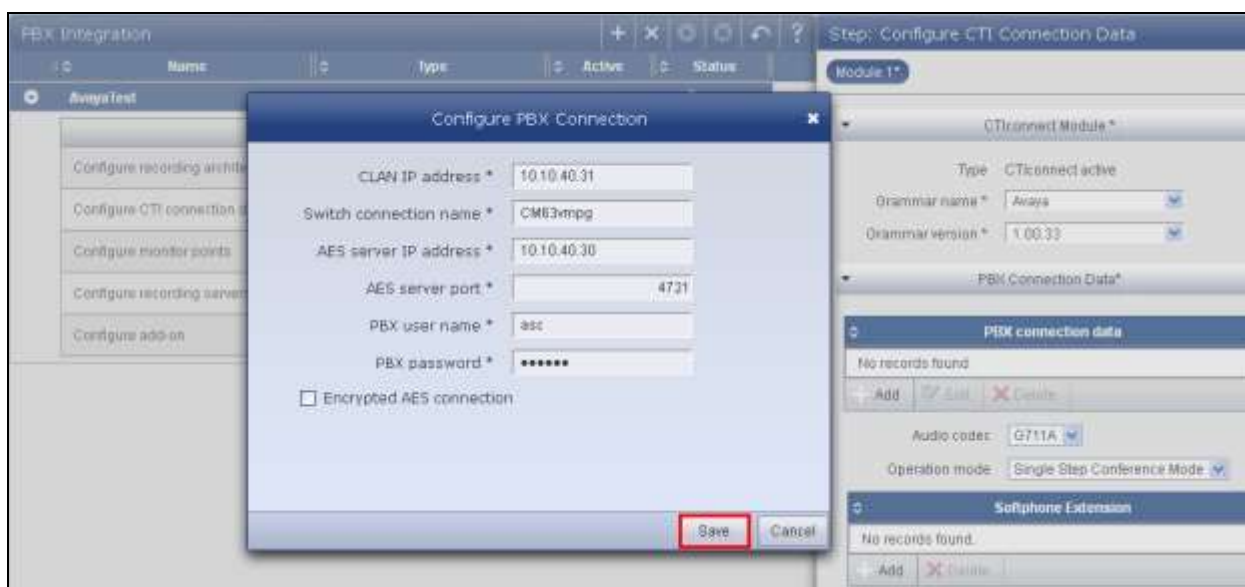 PBX Integration
?
Name
Type
Active
Status
AvayaTest
Configure recording archite
Configure CTI connection d
Configure monitor points
Configure recording server
Configure add-on
Configure PBX Connection
CLAN IP address * 10.10.40.31
Switch connection name * CM63vmpg
AES server IP address * 10.10.40.30
AES server port * 4731
PBX user name * asc
PBX password * ••••••
Encrypted AES connection
Save
Cancel
Step: Configure CTI Connection Data
Module 1*
CTIconnect Module *
Type CTIconnect active
Grammar name * Avaya
Grammar version * 1.00.33
PBX Connection Data*
PBX connection data
No records found
Add Edit Delete
Audio codec G711A
Operation mode Single Step Conference Mode
Softphone Extension
No records found.
Add Delete